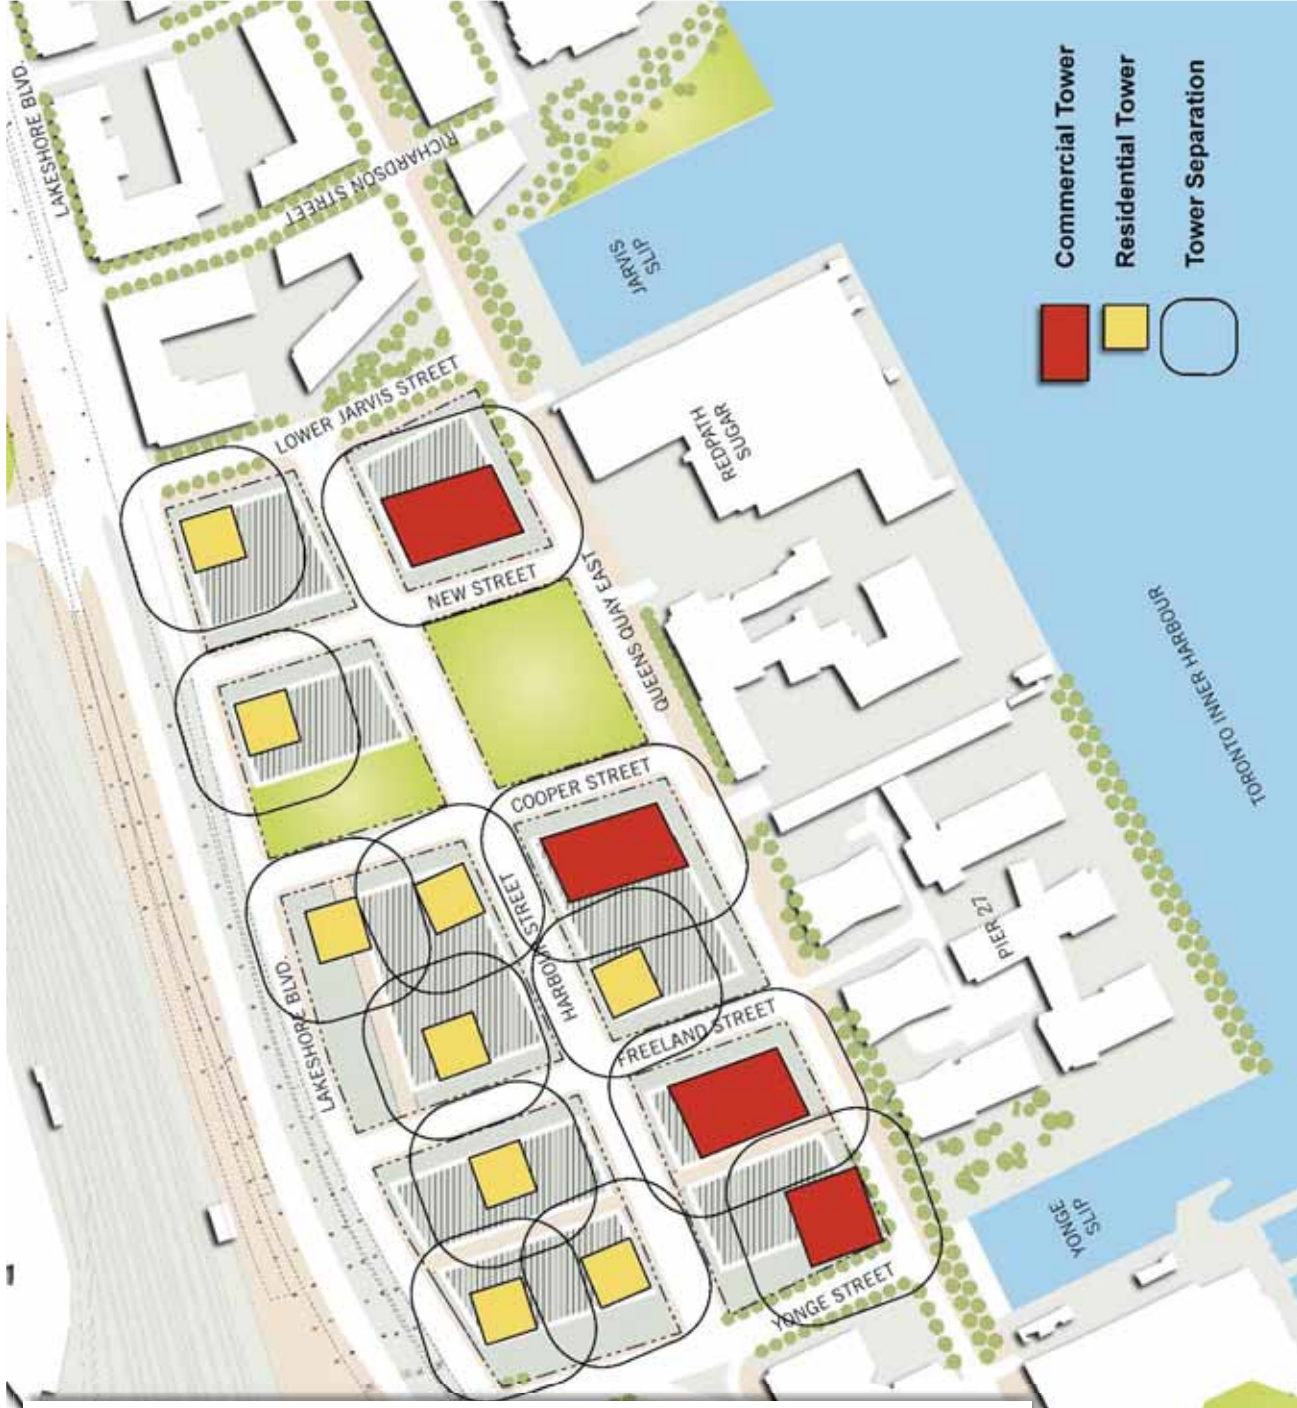 LAKESHORE BLVD.
RICHARDSON STREET
JARVIS
SLIP
LOWER JARVIS STREET
REDPATH
SUGAR
NEW STREET
QUEENS QUAY EAST
COOPER STREET
HARBOUR STREET
LAKESHORE BLVD.
FREELAND STREET
PIER 27
YONGE STREET
YONGE
SLIP
TORONTO INNER HARBOUR
Commercial Tower
Residential Tower
Tower Separation